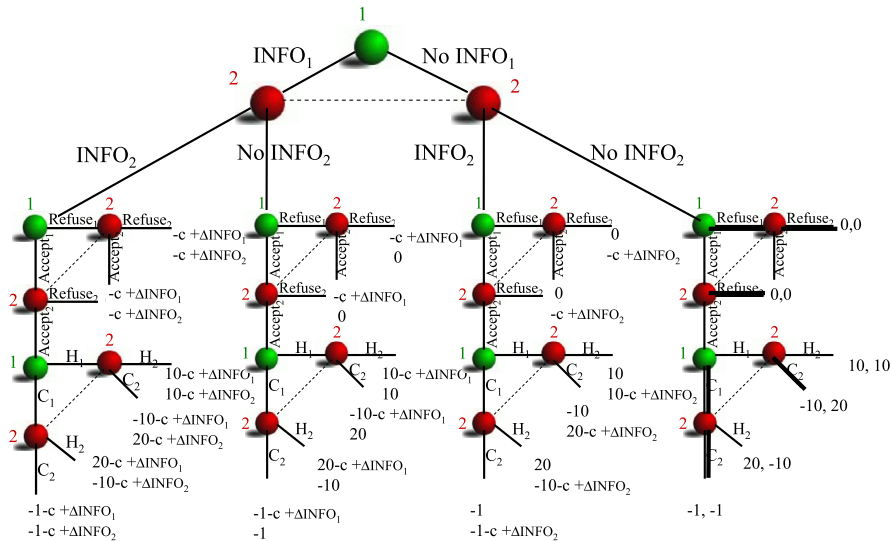 1
INFO₁
No INFO₁
2
2
INFO₂
No INFO₂
INFO₂
No INFO₂
1
Refuse₁
2
Refuse₂
-c +ΔINFO₁
-c +ΔINFO₂
Accept₁
Accept₂
2
Refuse₂
-c +ΔINFO₁
-c +ΔINFO₂
Accept₂
1
H₁
2
H₂
10-c +ΔINFO₁
10-c +ΔINFO₂
C₁
C₂
-10-c +ΔINFO₁
20-c +ΔINFO₂
2
H₂
20-c +ΔINFO₁
-10-c +ΔINFO₂
C₂
-1-c +ΔINFO₁
-1-c +ΔINFO₂
1
Refuse₁
2
Refuse₂
-c +ΔINFO₁
0
Accept₁
Accept₂
2
Refuse₂
-c +ΔINFO₁
0
Accept₂
1
H₁
2
H₂
10-c +ΔINFO₁
10
C₁
C₂
-10-c +ΔINFO₁
20
2
H₂
20-c +ΔINFO₁
-10
C₂
-1-c +ΔINFO₁
-1
1
Refuse₁
2
Refuse₂
0
-c +ΔINFO₂
Accept₁
Accept₂
2
Refuse₂
0
-c +ΔINFO₂
Accept₂
1
H₁
2
H₂
10
10-c +ΔINFO₂
C₁
C₂
-10
20-c +ΔINFO₂
2
H₂
20
-10-c +ΔINFO₂
C₂
-1
-1-c +ΔINFO₂
1
Refuse₁
2
Refuse₂
0,0
Accept₁
Accept₂
2
Refuse₂
0,0
Accept₂
1
H₁
2
H₂
10, 10
C₁
C₂
-10, 20
2
H₂
20, -10
C₂
-1, -1